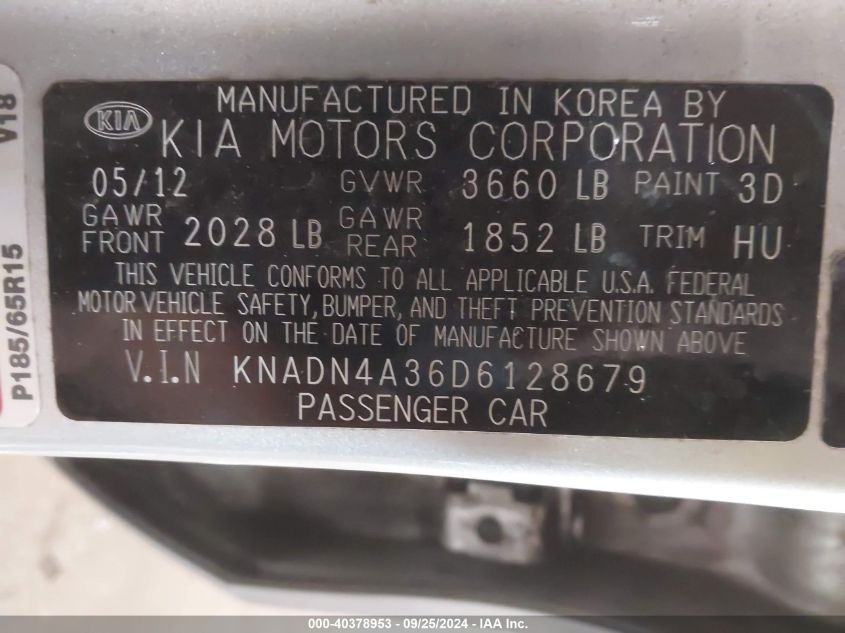 MANUFACTURED IN KOREA BY
KIA
KIA MOTORS CORPORATION
05/12 GVWR 3660 LB PAINT 3D
GAWR FRONT 2028 LB GAWR REAR 1852 LB TRIM HU
THIS VEHICLE CONFORMS TO ALL APPLICABLE U.S.A. FEDERAL
MOTOR VEHICLE SAFETY, BUMPER, AND THEFT PREVENTION STANDARDS
IN EFFECT ON THE DATE OF MANUFACTURE SHOWN ABOVE
V.I.N KNADN4A36D6128679
PASSENGER CAR
P185/65R15
V18
000-40378953 - 09/25/2024 - IAA Inc.